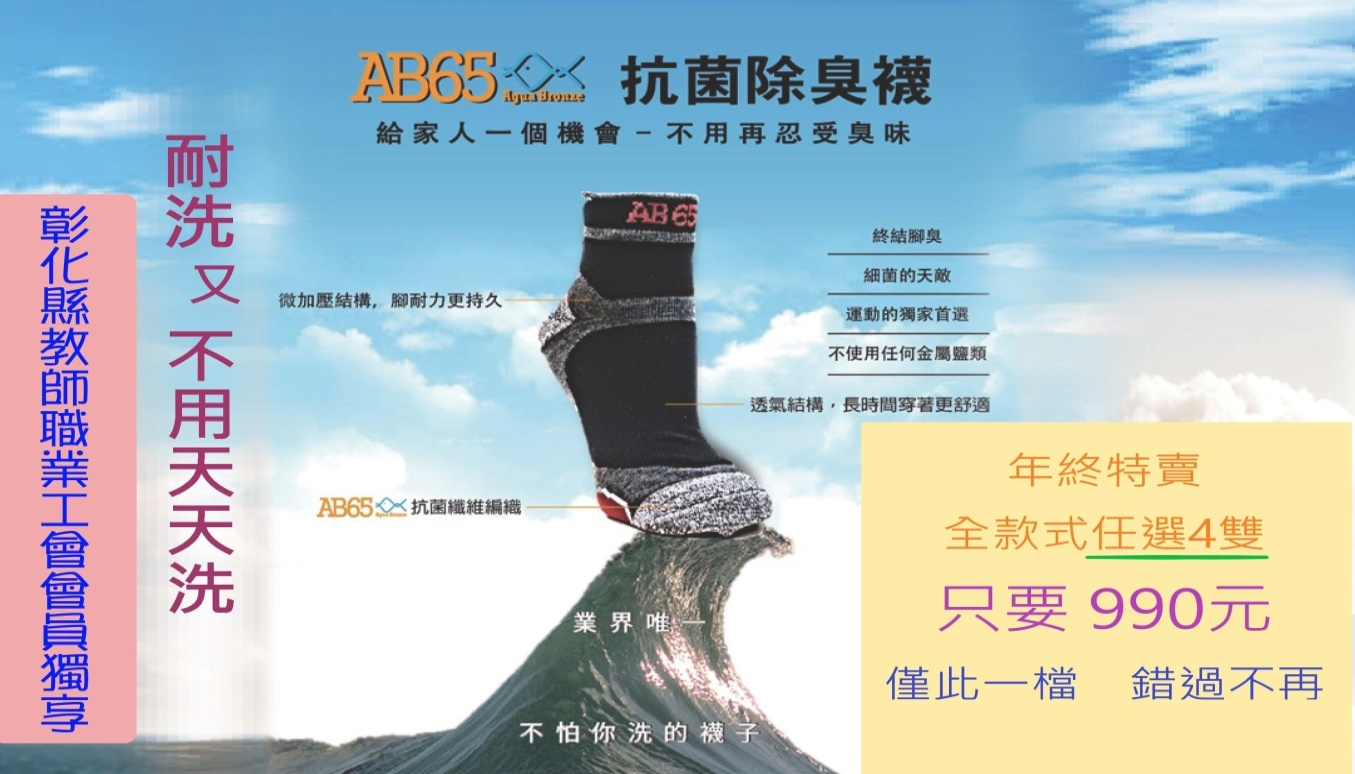 AB65 Agua Bronze 抗菌除臭襪
給家人一個機會－不用再忍受臭味
彰化縣教師職業工會會員獨享
耐洗又不用天天洗
AB65
微加壓結構，腳耐力更持久
終結腳臭
細菌的天敵
運動的獨家首選
不使用任何金屬鹽類
透氣結構，長時間穿著更舒適
AB65 Agua Bronze 抗菌纖維編織
業界唯一
不怕你洗的襪子
年終特賣
全款式任選4雙
只要 990元
僅此一檔 錯過不再